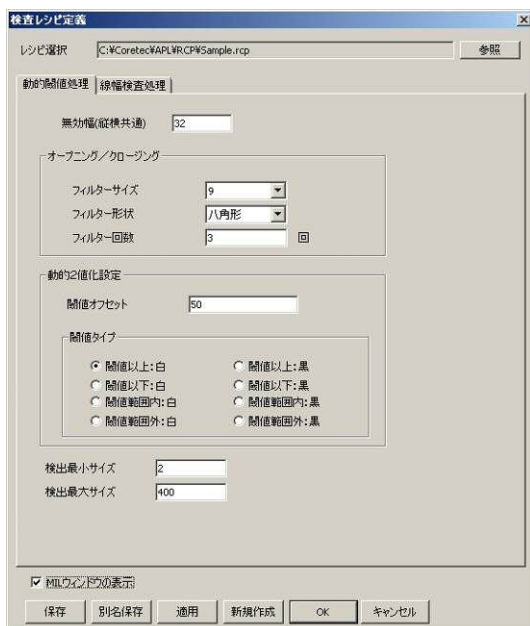 検査レシピ定義
レシピ選択 C:¥Coretec¥APL¥RCP¥Sample.rcp 参照
動的閾値処理 線幅検査処理
無効幅(縦横共通) 32
オープニング／クロージング
フィルターサイズ 9
フィルター形状 八角形
フィルター回数 3 回
動的2値化設定
閾値オフセット 50
閾値タイプ
閾値以上:白 閾値以上:黒
閾値以下:白 閾値以下:黒
閾値範囲内:白 閾値範囲内:黒
閾値範囲外:白 閾値範囲外:黒
検出最小サイズ 2
検出最大サイズ 400
MILウィンドウの表示
保存 別名保存 適用 新規作成 OK キャンセル